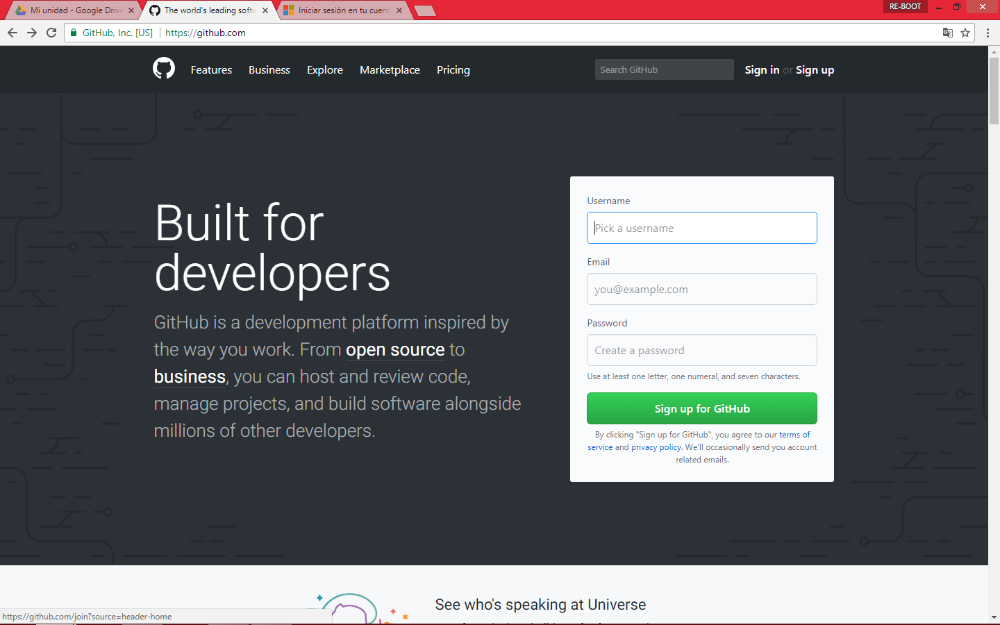 Mi unidad - Google Drive
The world's leading softw
Iniciar sesión en tu cuent
RE-BOOT
GitHub, Inc. [US]
https://github.com
Features
Business
Explore
Marketplace
Pricing
Search GitHub
Sign in or Sign up
Built for
developers
GitHub is a development platform inspired by
the way you work. From open source to
business, you can host and review code,
manage projects, and build software alongside
millions of other developers.
Username
Pick a username
Email
you@example.com
Password
Create a password
Use at least one letter, one numeral, and seven characters.
Sign up for GitHub
By clicking "Sign up for GitHub", you agree to our terms of
service and privacy policy. We'll occasionally send you account
related emails.
See who's speaking at Universe
https://github.com/join?source=header-home